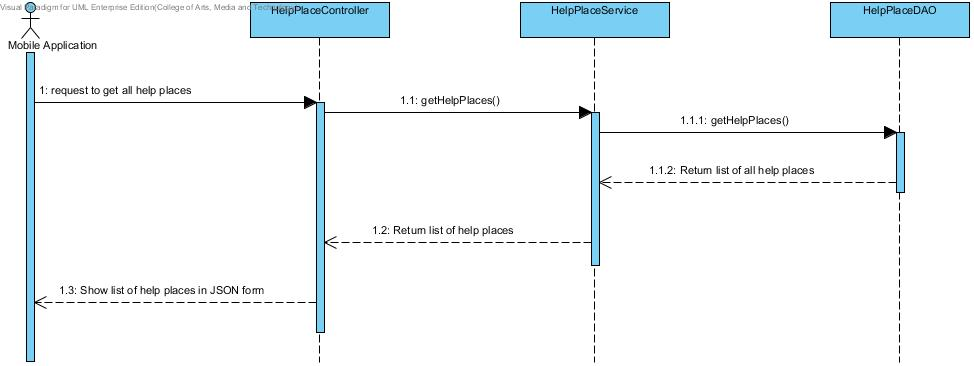 Visual Paradigm for UML Enterprise Edition(College of Arts, Media and
HelpPlaceController
HelpPlaceService
HelpPlaceDAO
Mobile Application
1: request to get all help places
1.1: getHelpPlaces()
1.1.1: getHelpPlaces()
1.1.2: Return list of all help places
1.2: Return list of help places
1.3: Show list of help places in JSON form